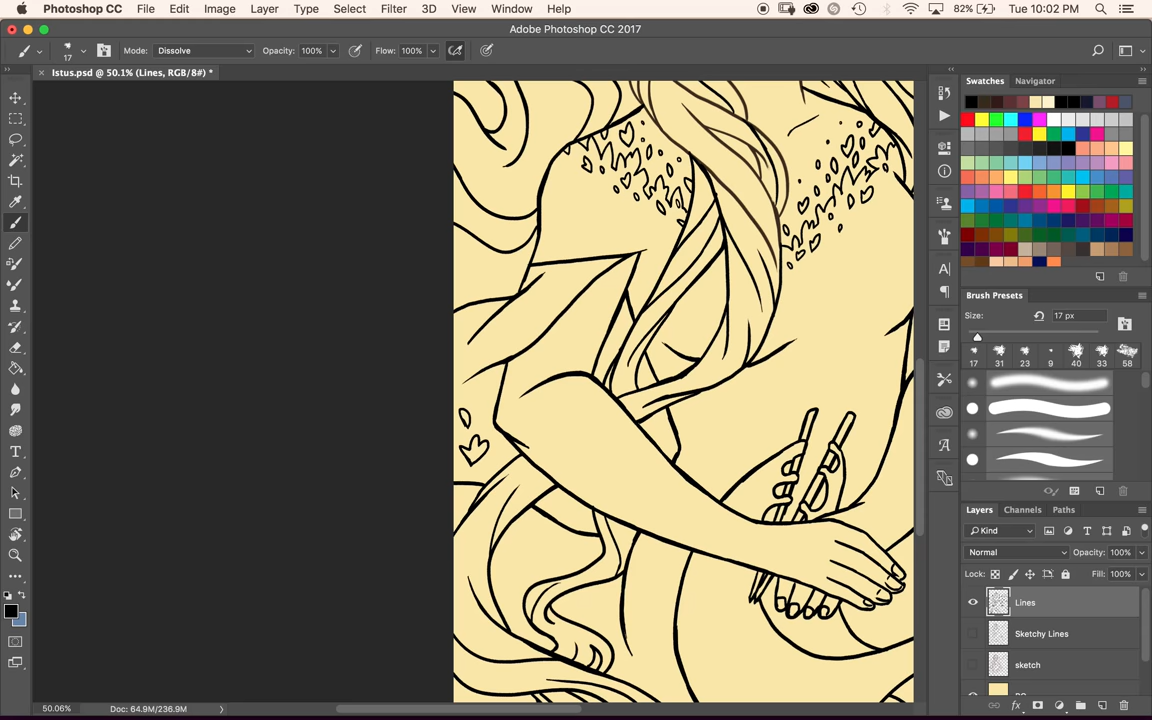 Photoshop CC File Edit Image Layer Type Select Filter 3D View Window Help 82% Tue 10:02 PM
Adobe Photoshop CC 2017
17 Mode: Dissolve Opacity: 100% Flow: 100%
Istus.psd @ 50.1% (Lines, RGB/8#) *
Swatches Navigator
Brush Presets
Size: 17 px
17 31 23 9 40 33 58
Layers Channels Paths
Kind
Normal Opacity: 100%
Lock: Fill: 100%
Lines
Sketchy Lines
sketch
50.06% Doc: 64.9M/236.9M